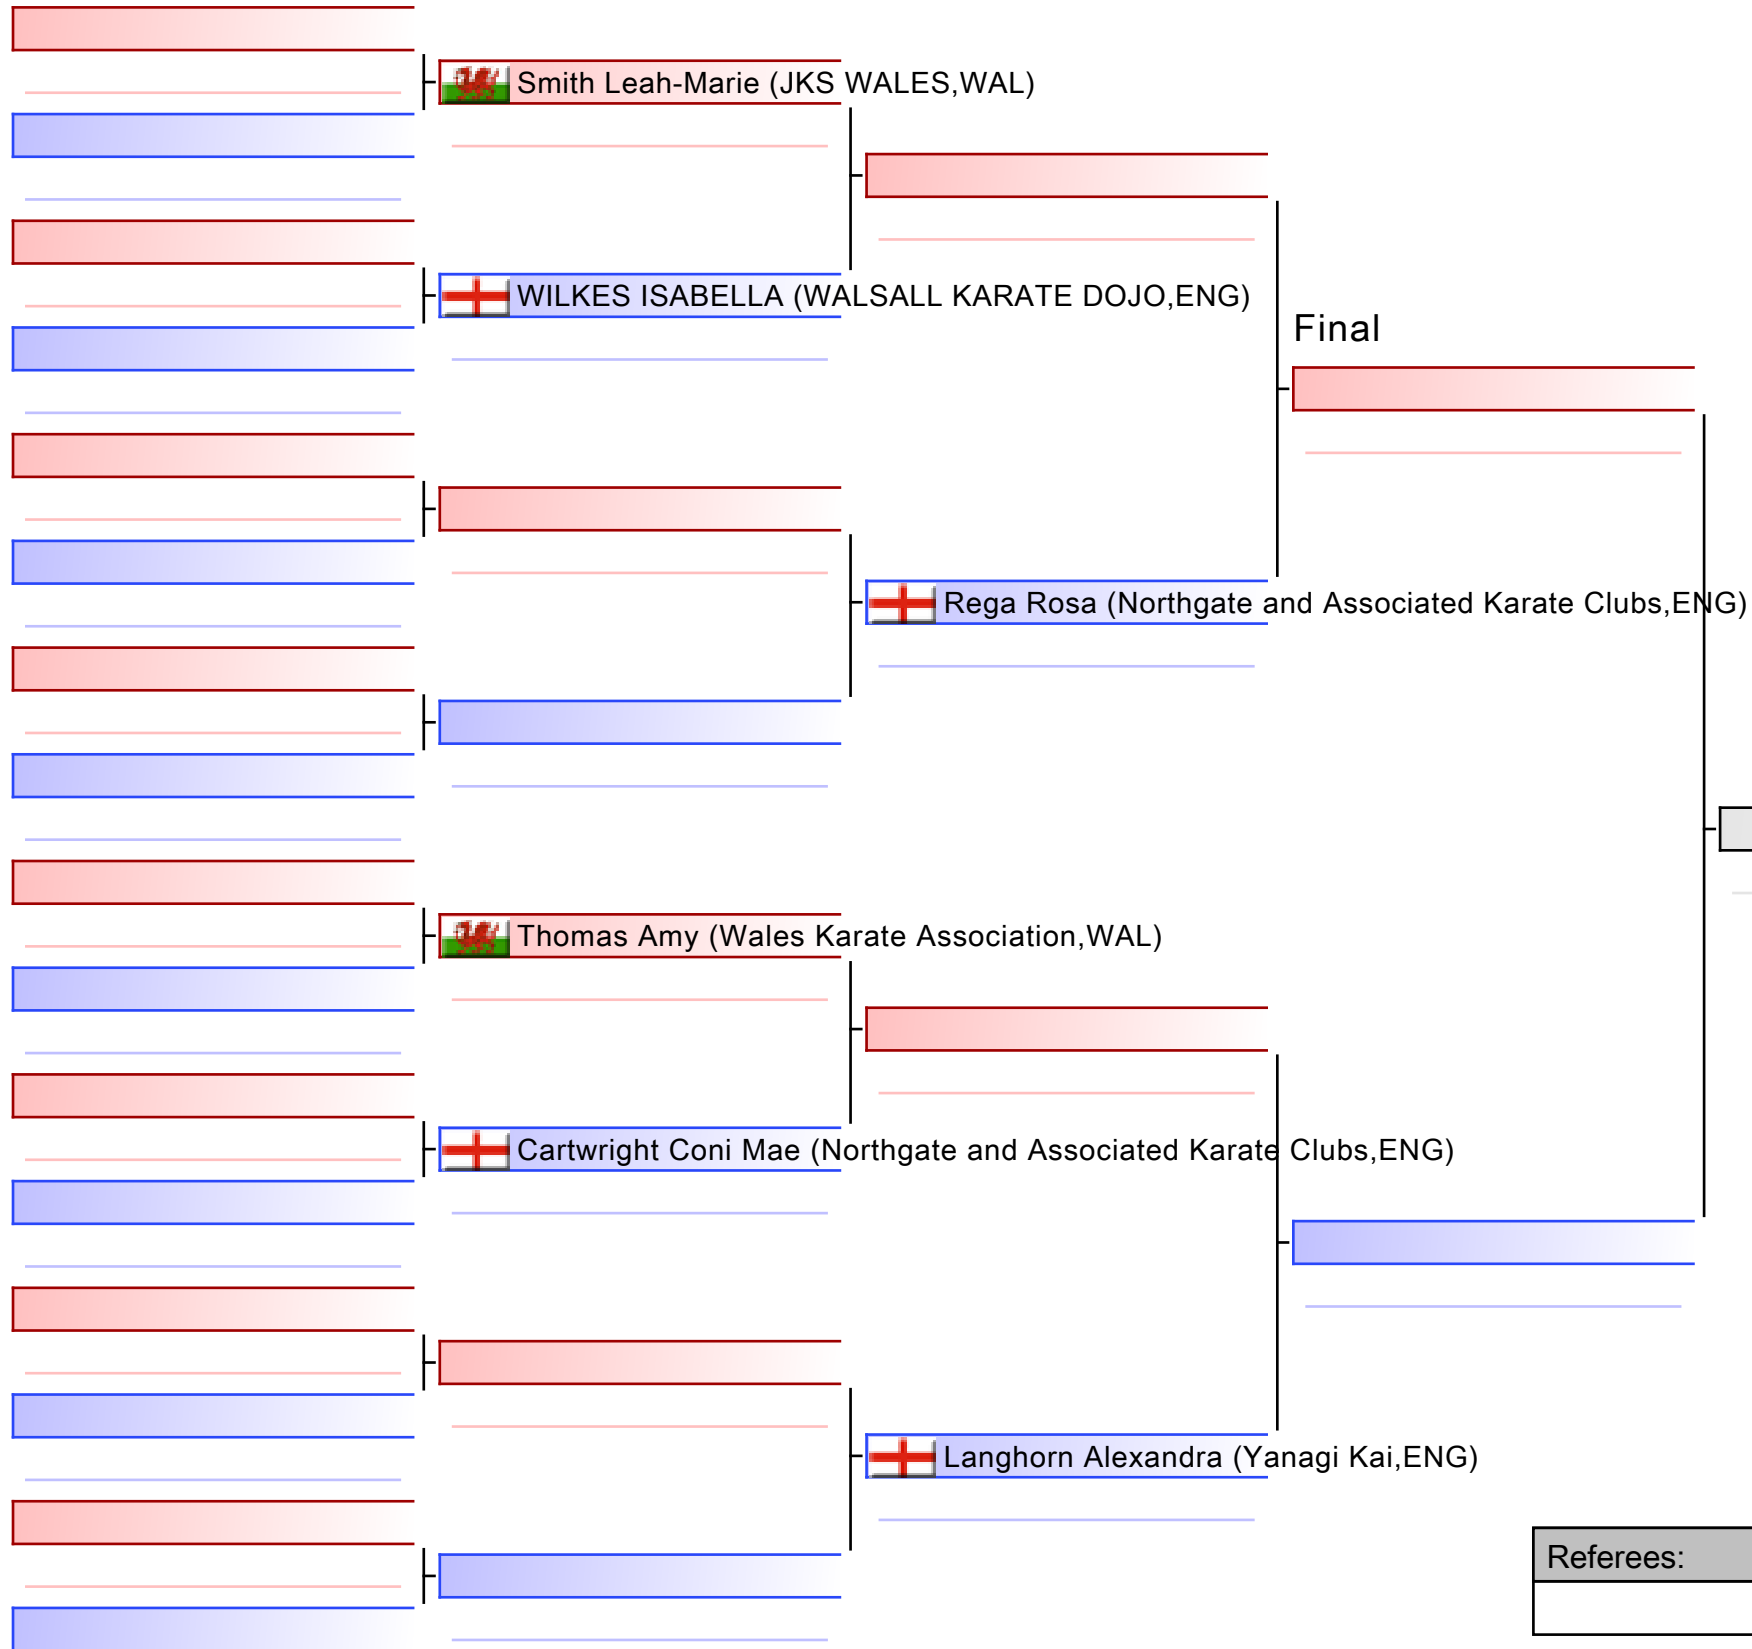 Smith Leah-Marie (JKS WALES,WAL)
WILKES ISABELLA (WALSALL KARATE DOJO,ENG)
Final
Rega Rosa (Northgate and Associated Karate Clubs,ENG)
Thomas Amy (Wales Karate Association,WAL)
Cartwright Coni Mae (Northgate and Associated Karate Clubs,ENG)
Langhorn Alexandra (Yanagi Kai,ENG)
Referees: